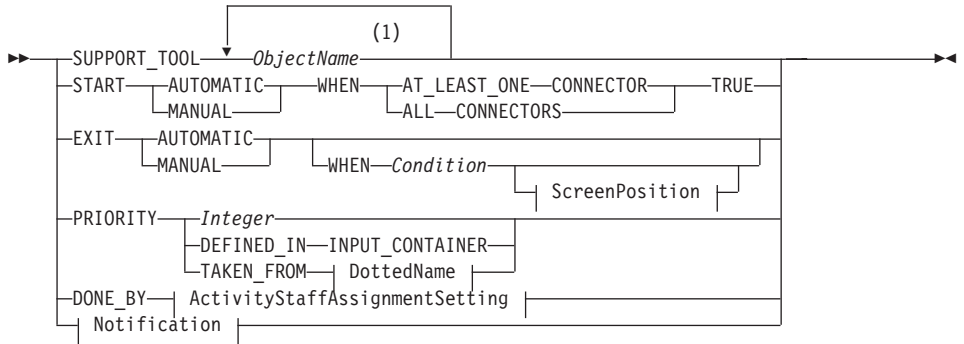 (1)
SUPPORT_TOOL ObjectName
START AUTOMATIC WHEN AT_LEAST_ONE CONNECTOR TRUE
MANUAL ALL CONNECTORS
EXIT AUTOMATIC
MANUAL WHEN Condition
ScreenPosition
PRIORITY Integer
DEFINED_IN INPUT_CONTAINER
TAKEN_FROM DottedName
DONE_BY ActivityStaffAssignmentSetting
Notification